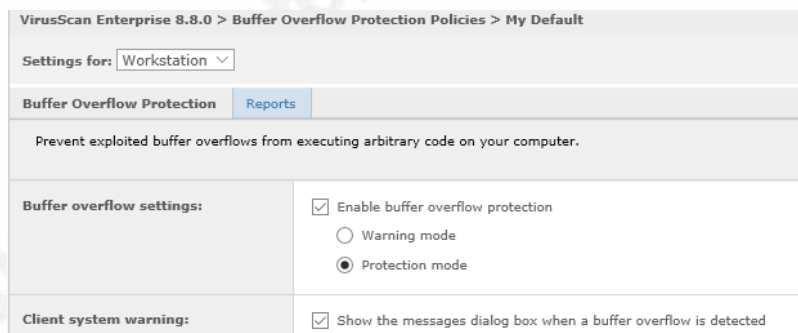 VirusScan Enterprise 8.8.0 > Buffer Overflow Protection Policies > My Default
Settings for: Workstation
Buffer Overflow Protection Reports
Prevent exploited buffer overflows from executing arbitrary code on your computer.
Buffer overflow settings: Enable buffer overflow protection
Warning mode
Protection mode
Client system warning: Show the messages dialog box when a buffer overflow is detected